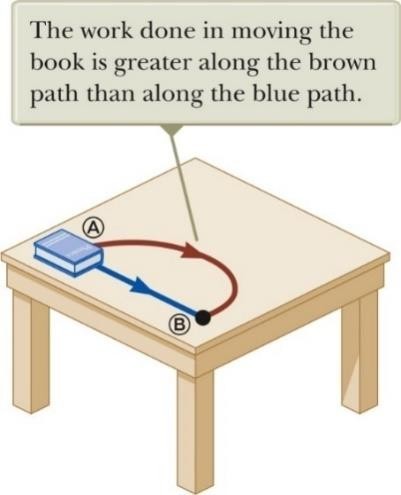 The work done in moving the
book is greater along the brown
path than along the blue path.
A
B